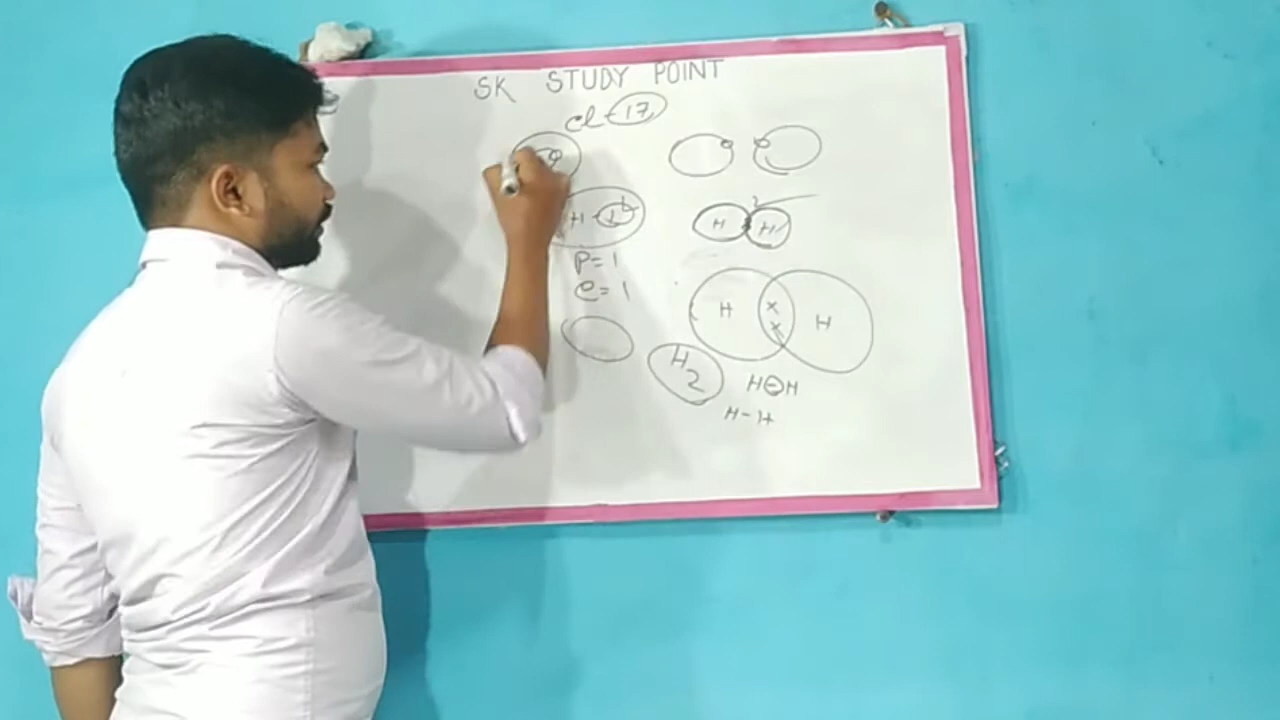 SK STUDY POINT
cl - 17
H - 1
H H
P = 1
e = 1
H x x H
H2
H H
H - H